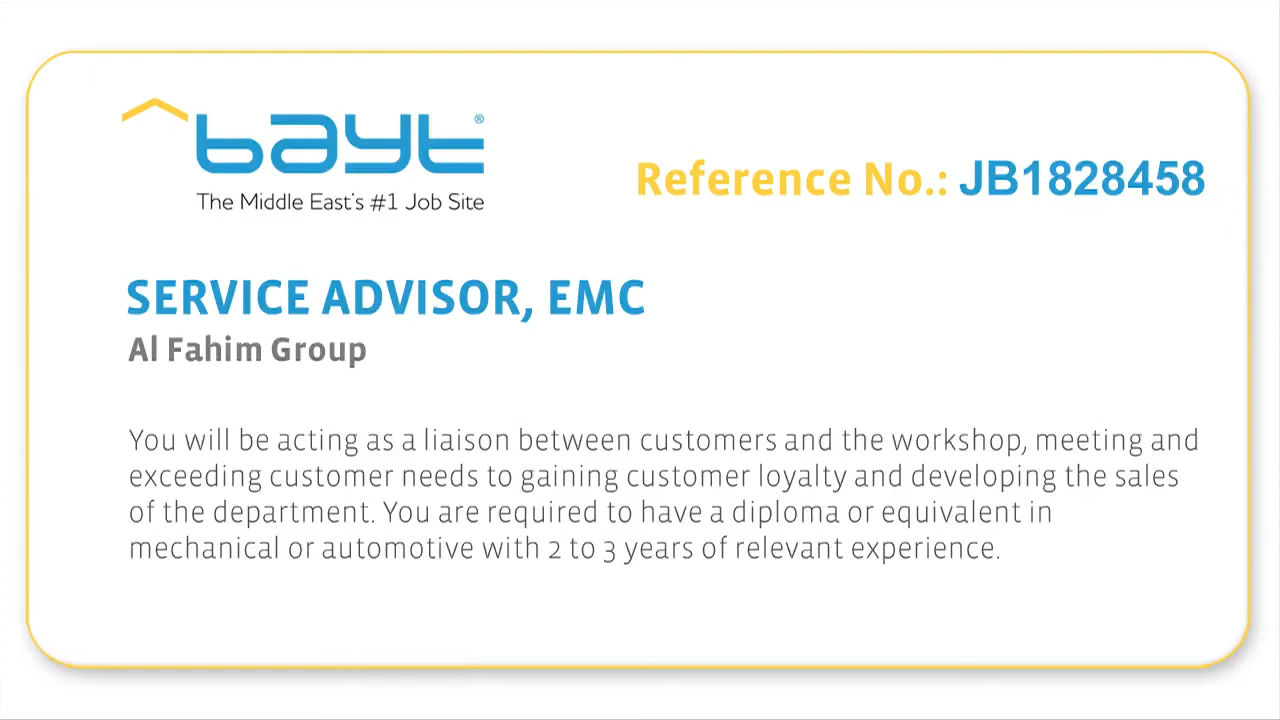 bayt®
The Middle East's #1 Job Site
Reference No.: JB1828458
SERVICE ADVISOR, EMC
Al Fahim Group
You will be acting as a liaison between customers and the workshop, meeting and
exceeding customer needs to gaining customer loyalty and developing the sales
of the department. You are required to have a diploma or equivalent in
mechanical or automotive with 2 to 3 years of relevant experience.